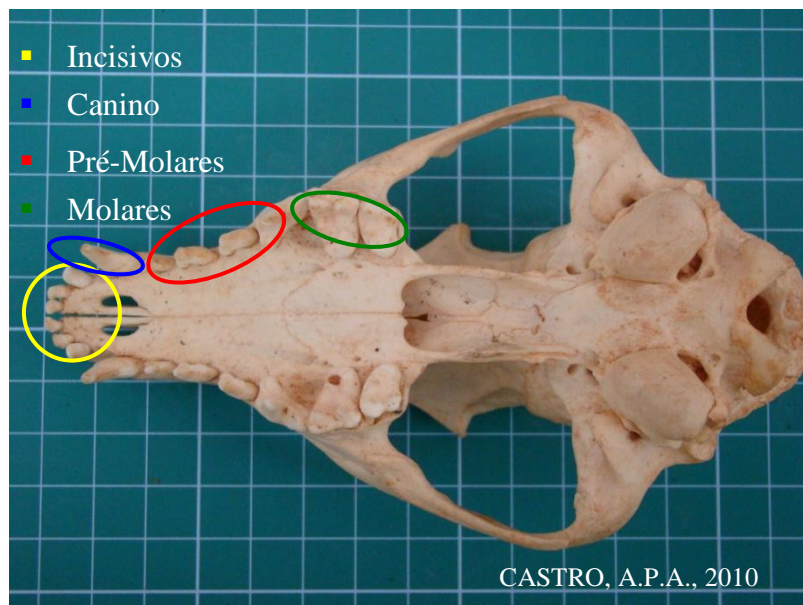 Incisivos
Canino
Pré-Molares
Molares
CASTRO, A.P.A., 2010